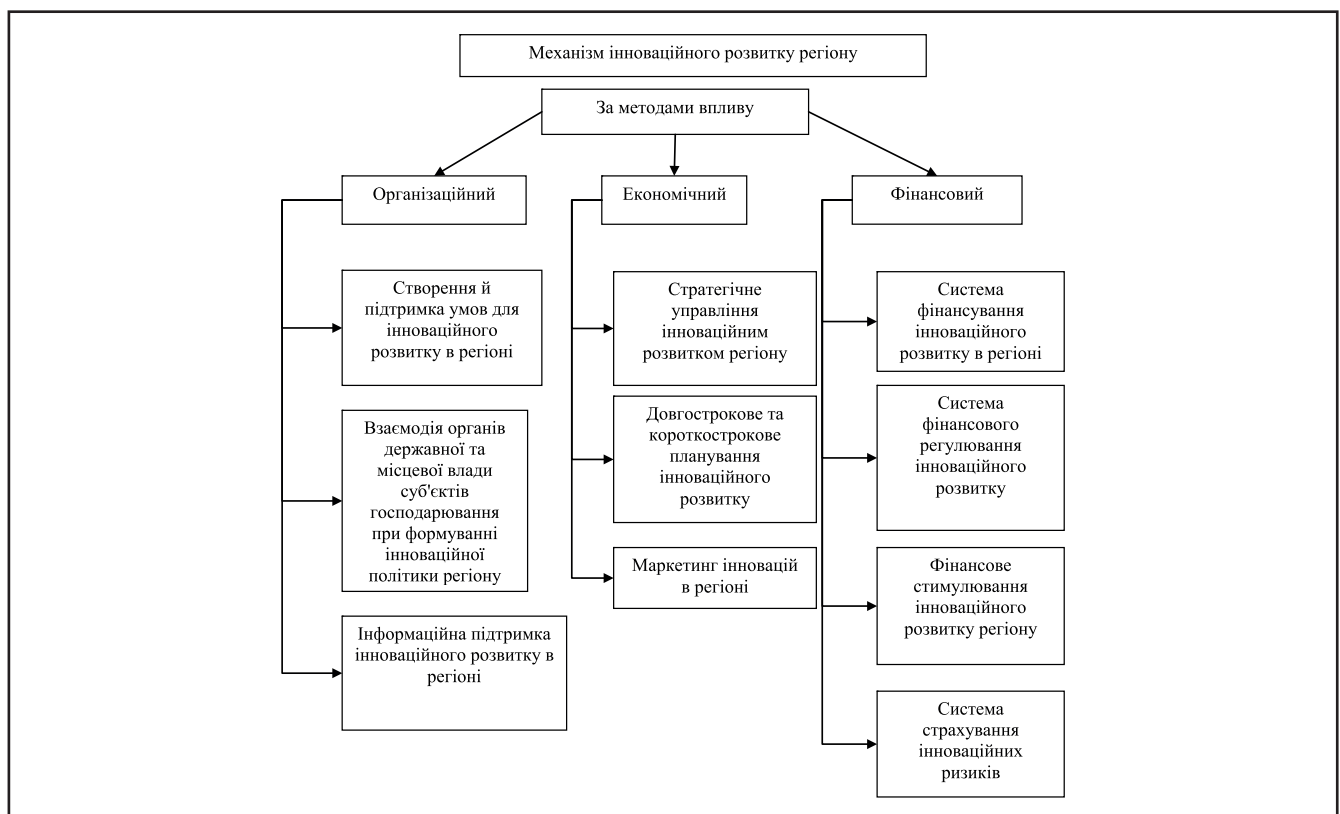 Механізм інноваційного розвитку регіону
За методами впливу
Організаційний
Економічний
Фінансовий
Створення й
підтримка умов для
інноваційного
розвитку в регіоні
Взаємодія органів
державної та
місцевої влади
суб'єктів
господарювання
при формуванні
інноваційної
політики регіону
Інформаційна підтримка
інноваційного розвитку в
регіоні
Стратегічне
управління
інноваційним
розвитком регіону
Довгострокове та
короткострокове
планування
інноваційного
розвитку
Маркетинг інновацій
в регіоні
Система
фінансування
інноваційного
розвитку в регіоні
Система
фінансового
регулювання
інноваційного
розвитку
Фінансове
стимулювання
інноваційного
розвитку регіону
Система
страхування
інноваційних
ризиків